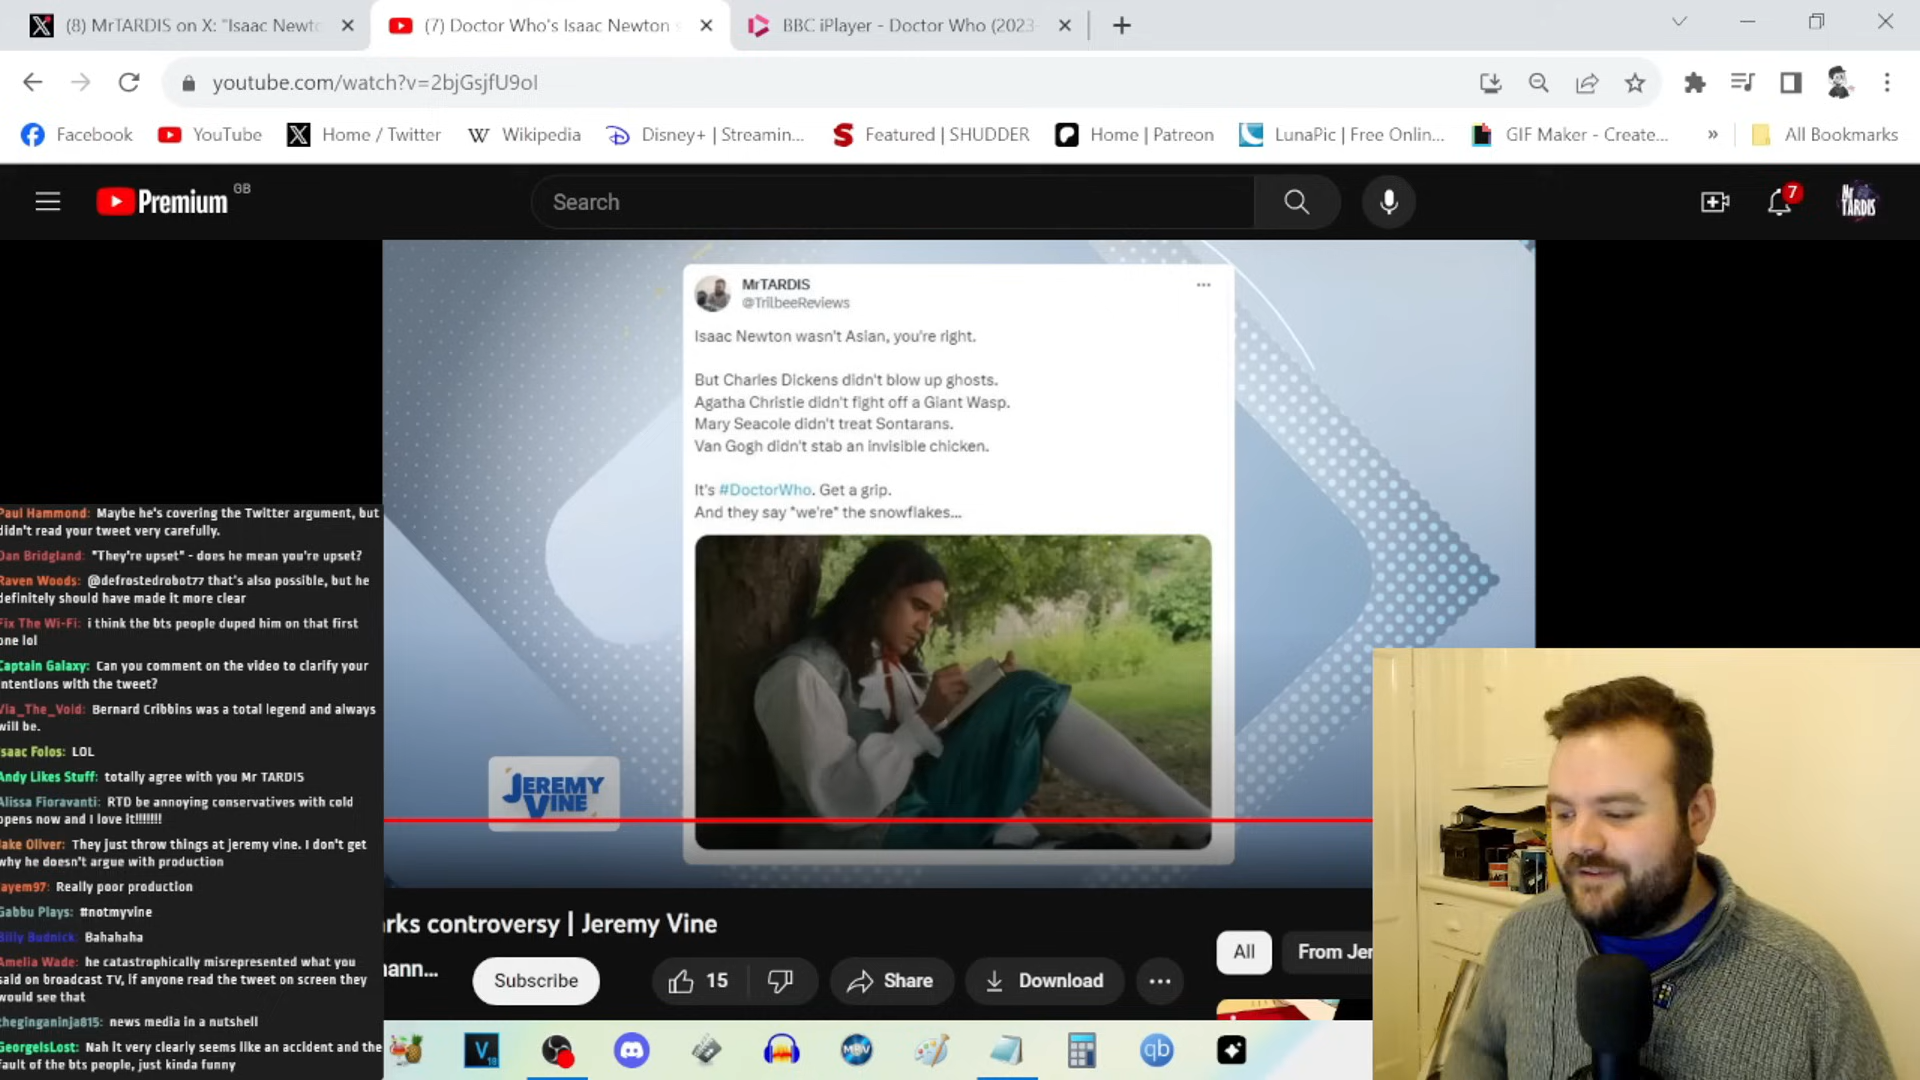 (8) MrTARDIS on X: "Isaac Newto
(7) Doctor Who's Isaac Newton s
BBC iPlayer - Doctor Who (2023-
youtube.com/watch?v=2bjGsjfU9oI
Facebook
YouTube
Home / Twitter
Wikipedia
Disney+ | Streamin...
Featured | SHUDDER
Home | Patreon
LunaPic | Free Onlin...
GIF Maker - Create...
»
All Bookmarks
Premium GB
Search
7
Mr TARDIS
MrTARDIS
@TrilbeeReviews
Isaac Newton wasn't Asian, you're right.
But Charles Dickens didn't blow up ghosts.
Agatha Christie didn't fight off a Giant Wasp.
Mary Seacole didn't treat Sontarans.
Van Gogh didn't stab an invisible chicken.
It's #DoctorWho. Get a grip.
And they say *we're* the snowflakes...
JEREMY
VINE
Paul Hammond: Maybe he's covering the Twitter argument, but
didn't read your tweet very carefully.
Dan Bridgland: "They're upset" - does he mean you're upset?
Raven Woods: @defrostedrobot77 that's also possible, but he
definitely should have made it more clear
Fix The Wi-Fi: i think the bts people duped him on that first
one lol
Captain Galaxy: Can you comment on the video to clarify your
intentions with the tweet?
Via_The_Void: Bernard Cribbins was a total legend and always
will be.
Isaac Folos: LOL
Andy Likes Stuff: totally agree with you Mr TARDIS
Alissa Fioravanti: RTD be annoying conservatives with cold
opens now and I love it!!!!!!!
Jake Oliver: They just throw things at jeremy vine. I don't get
why he doesn't argue with production
ayem97: Really poor production
Gabbu Plays: #notmyvine
Billy Budnick: Bahahaha
Amelia Wade: he catastrophically misrepresented what you
said on broadcast TV, if anyone read the tweet on screen they
would see that
theginganinja815: news media in a nutshell
GeorgeIsLost: Nah it very clearly seems like an accident and the
fault of the bts people, just kinda funny
rks controversy | Jeremy Vine
hann...
Subscribe
15
Share
Download
All
From Jer
V
18
MPV
qb